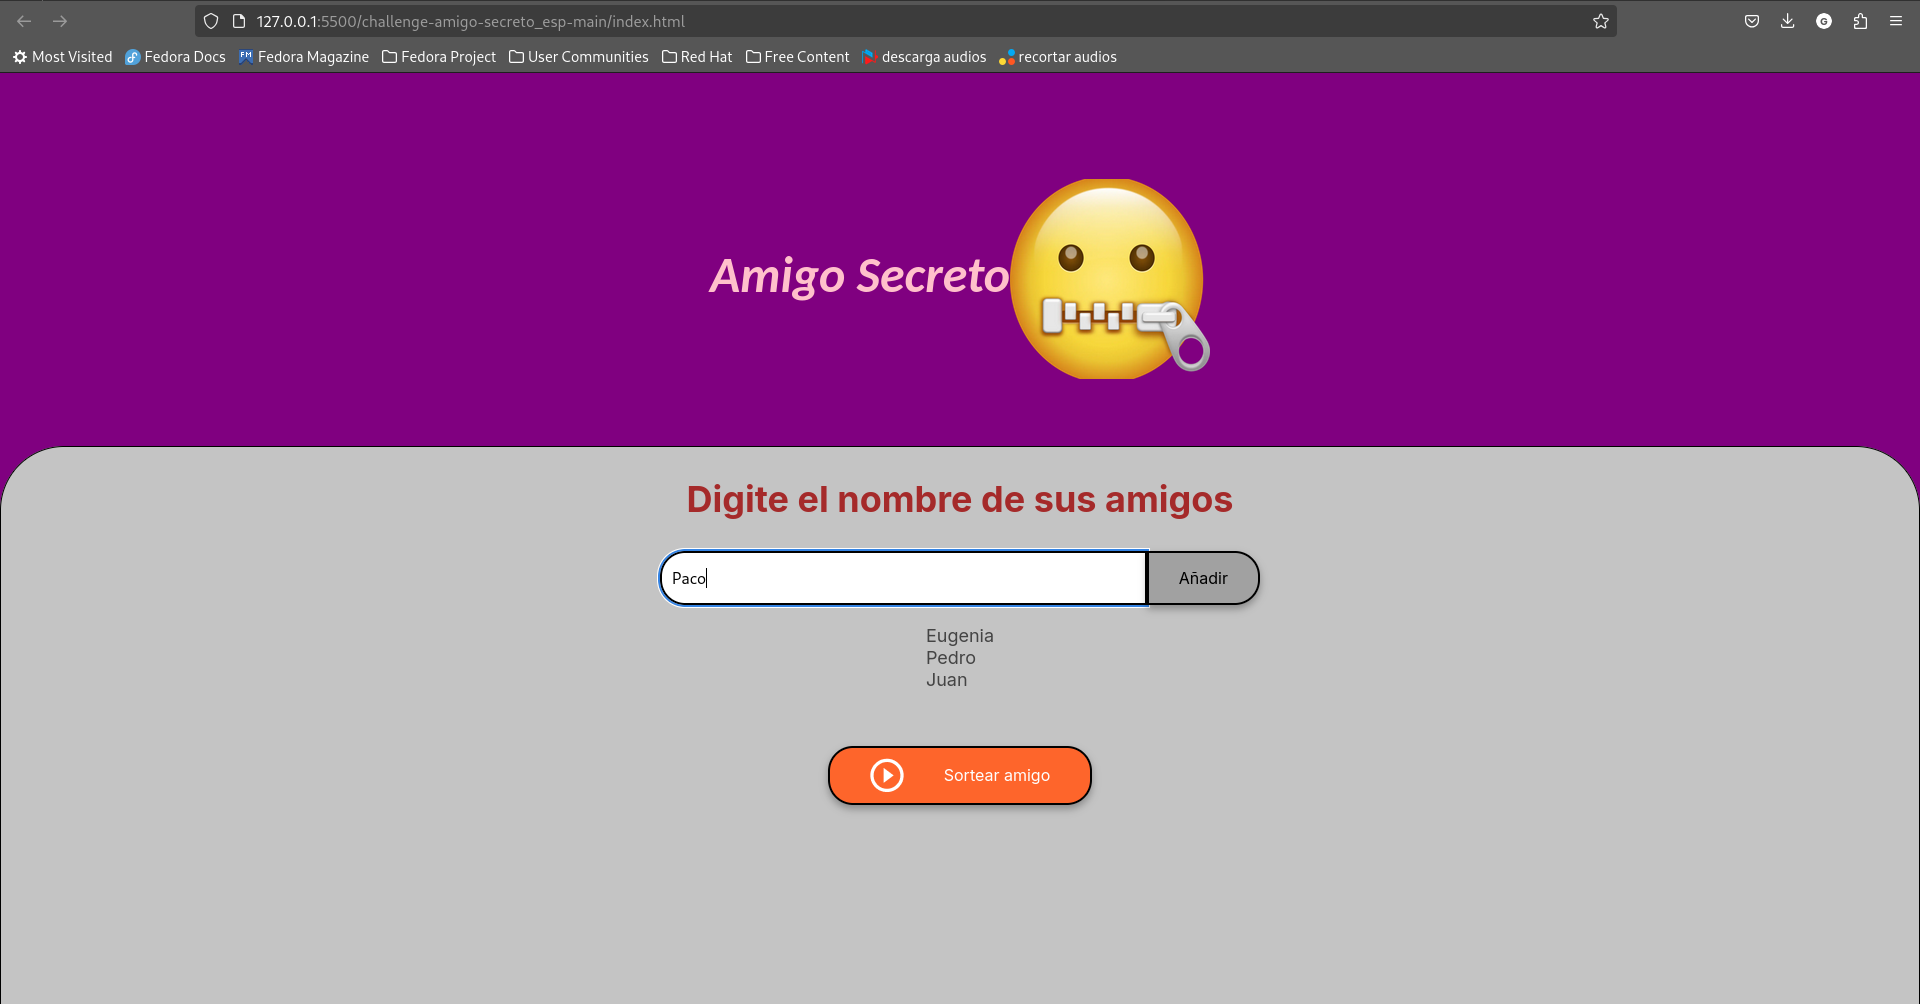 127.0.0.1:5500/challenge-amigo-secreto_esp-main/index.html
G
Most Visited Fedora Docs FM Fedora Magazine Fedora Project User Communities Red Hat Free Content descarga audios recortar audios
Amigo Secreto
Digite el nombre de sus amigos
Paco Añadir
Eugenia
Pedro
Juan
Sortear amigo